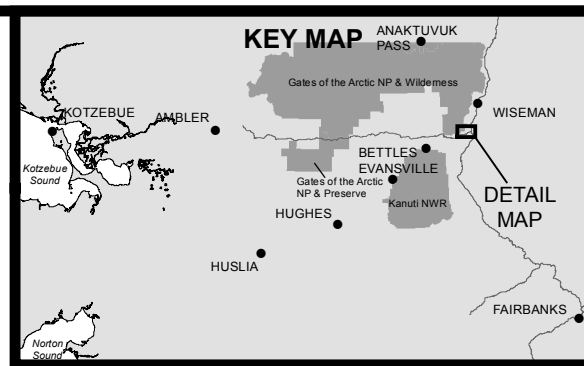 KEY MAP
ANAKTUVUK
PASS
Gates of the Arctic NP & Wilderness
KOTZEBUE
AMBLER
WISEMAN
Kotzebue
Sound
BETTLES
EVANSVILLE
Gates of the Arctic
NP & Preserve
Kanuti NWR
DETAIL
MAP
HUGHES
HUSLIA
FAIRBANKS
Norton
Sound